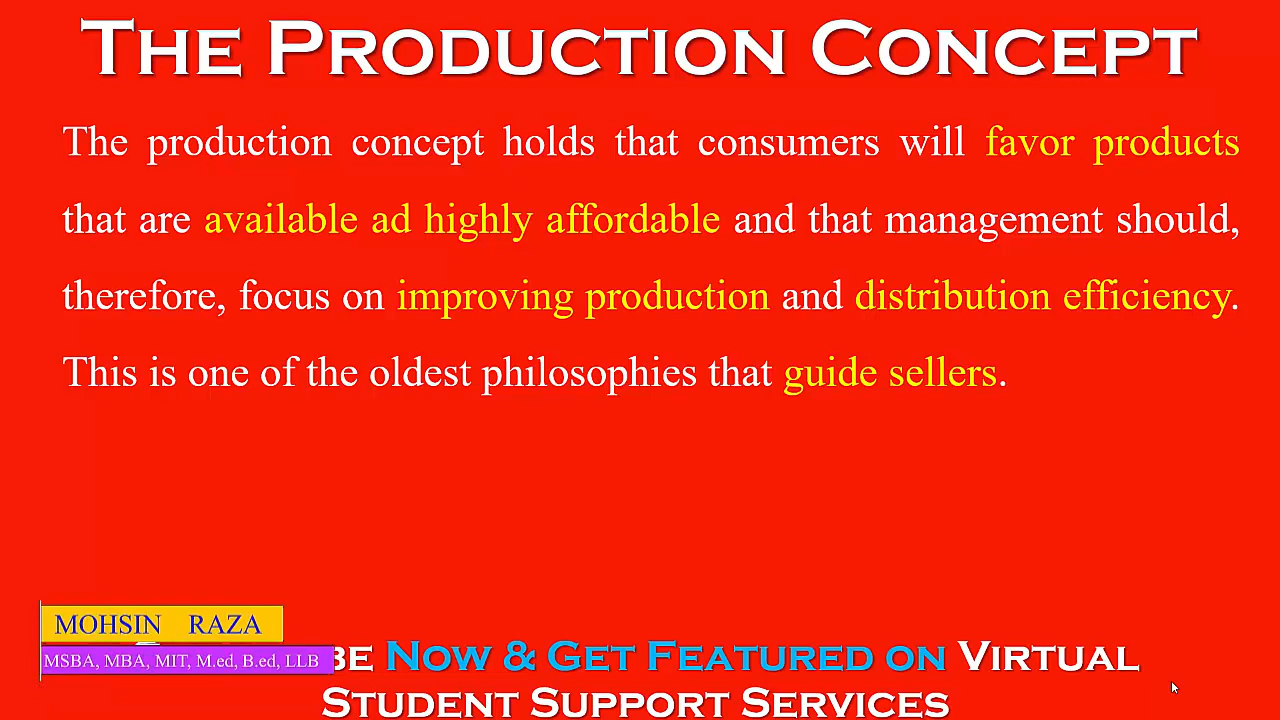 THE PRODUCTION CONCEPT
The production concept holds that consumers will favor products
that are available ad highly affordable and that management should,
therefore, focus on improving production and distribution efficiency.
This is one of the oldest philosophies that guide sellers.
MOHSIN RAZA
MSBA, MBA, MIT, M.ed, B.ed, LLB
BE NOW & GET FEATURED ON VIRTUAL
STUDENT SUPPORT SERVICES